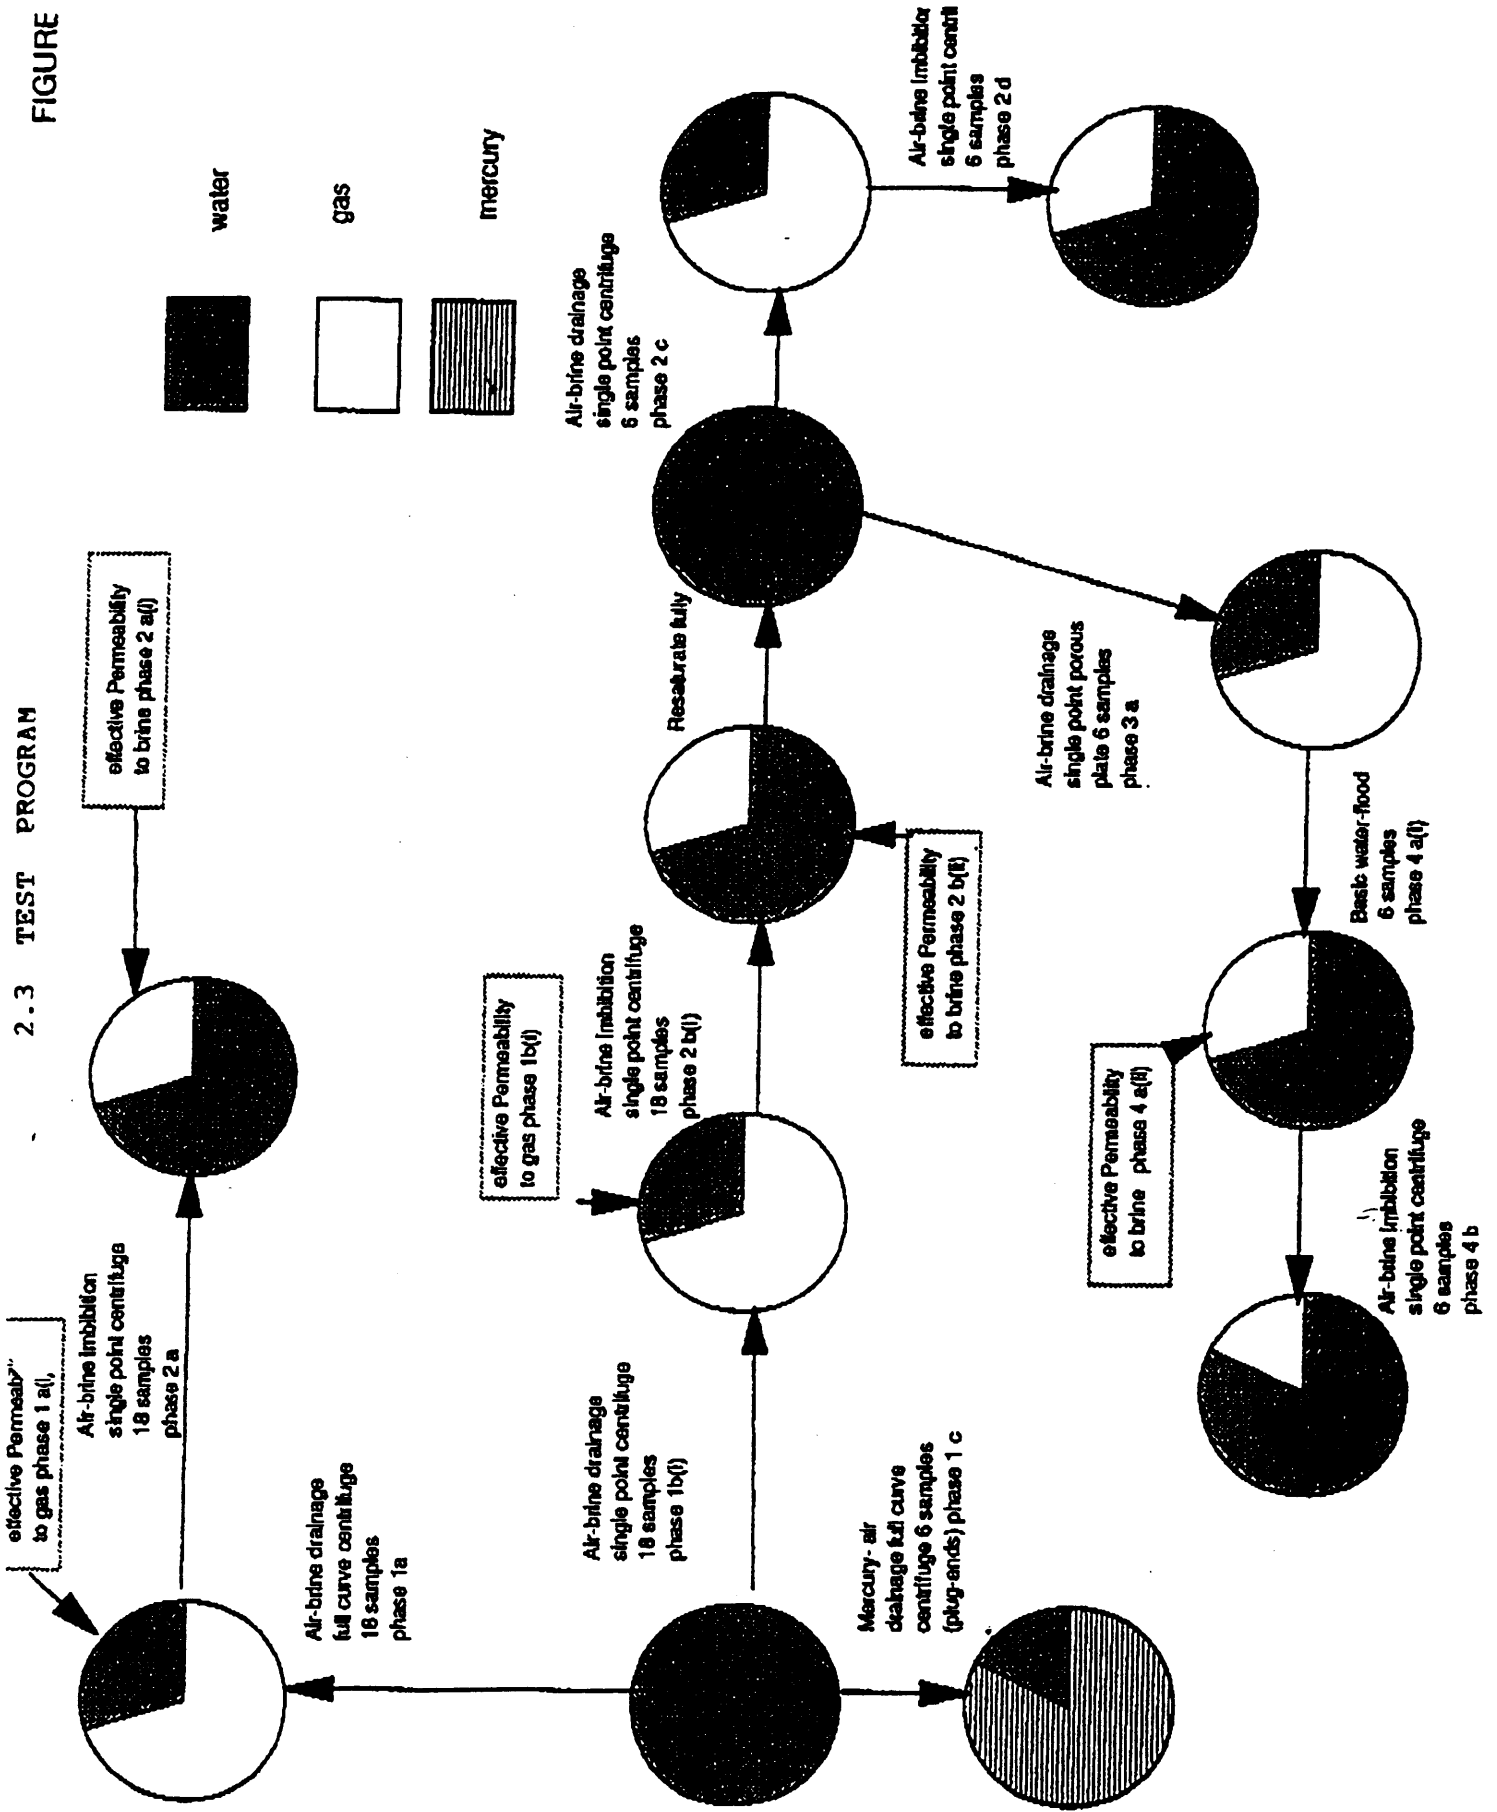 FIGURE
2.3 TEST PROGRAM
water
gas
mercury
effective
to gas phase 1 a(i,
Air-brine imbibition
single point centrifuge
18 samples
phase 2 a
effective Permeability
to brine phase 2 a(i)
Air-brine drainage
full curve centrifuge
18 samples
phase 1a
Air-brine drainage
single point centrifuge
18 samples
phase 1b(i)
effective Permeability
to gas phase 1b(i)
Air-brine imbibition
single point centrifuge
18 samples
phase 2 b(i)
effective Permeability
to brine phase 2 b(ii)
Resaturate fully
Air-brine drainage
single point centrifuge
6 samples
phase 2 c
Air-brine
single point
6 samples
phase 2 d
Mercury- air
drainage full curve
centrifuge 6 samples
(plug-ends) phase 1 c
Air-brine drainage
single point porous
plate 6 samples
phase 3 a
Basic water-flood
6 samples
phase 4 a(i)
effective Permeability
to brine phase 4 a(ii)
Air-brine imbibition
single point centrifuge
6 samples
phase 4 b